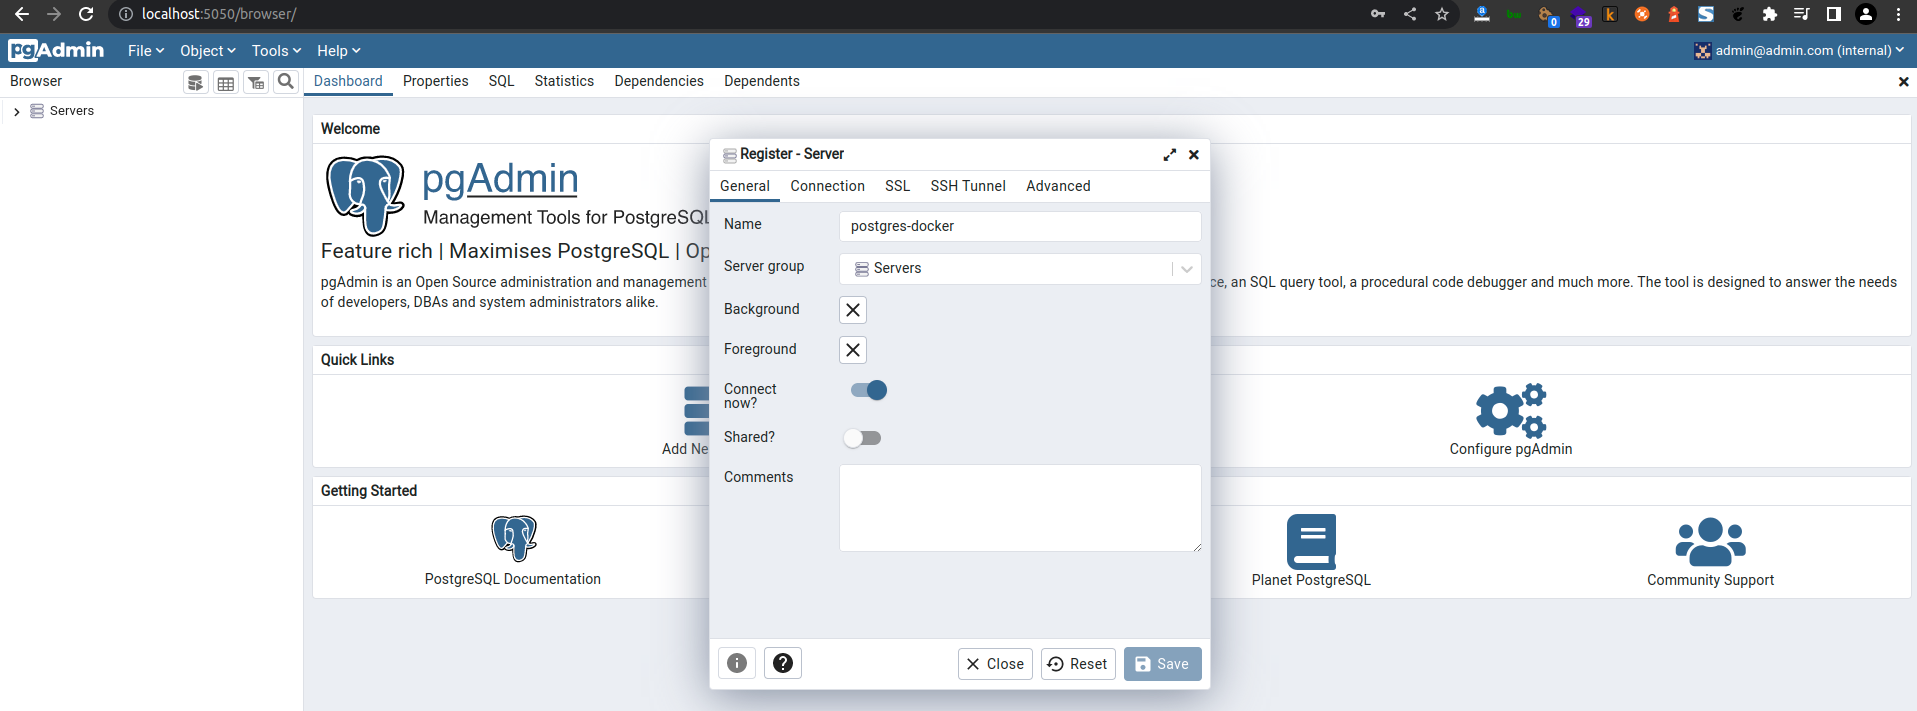 localhost:5050/browser/
0
29
pgAdmin
File
Object
Tools
Help
admin@admin.com (internal)
Browser
Dashboard
Properties
SQL
Statistics
Dependencies
Dependents
Servers
Welcome
pgAdmin
Management Tools for PostgreSQL
Feature rich | Maximises PostgreSQL | Op
pgAdmin is an Open Source administration and management
ce, an SQL query tool, a procedural code debugger and much more. The tool is designed to answer the needs
of developers, DBAs and system administrators alike.
Quick Links
Add Ne
Configure pgAdmin
Getting Started
PostgreSQL Documentation
Planet PostgreSQL
Community Support
Register - Server
General
Connection
SSL
SSH Tunnel
Advanced
Name
postgres-docker
Server group
Servers
Background
Foreground
Connect
now?
Shared?
Comments
Close
Reset
Save